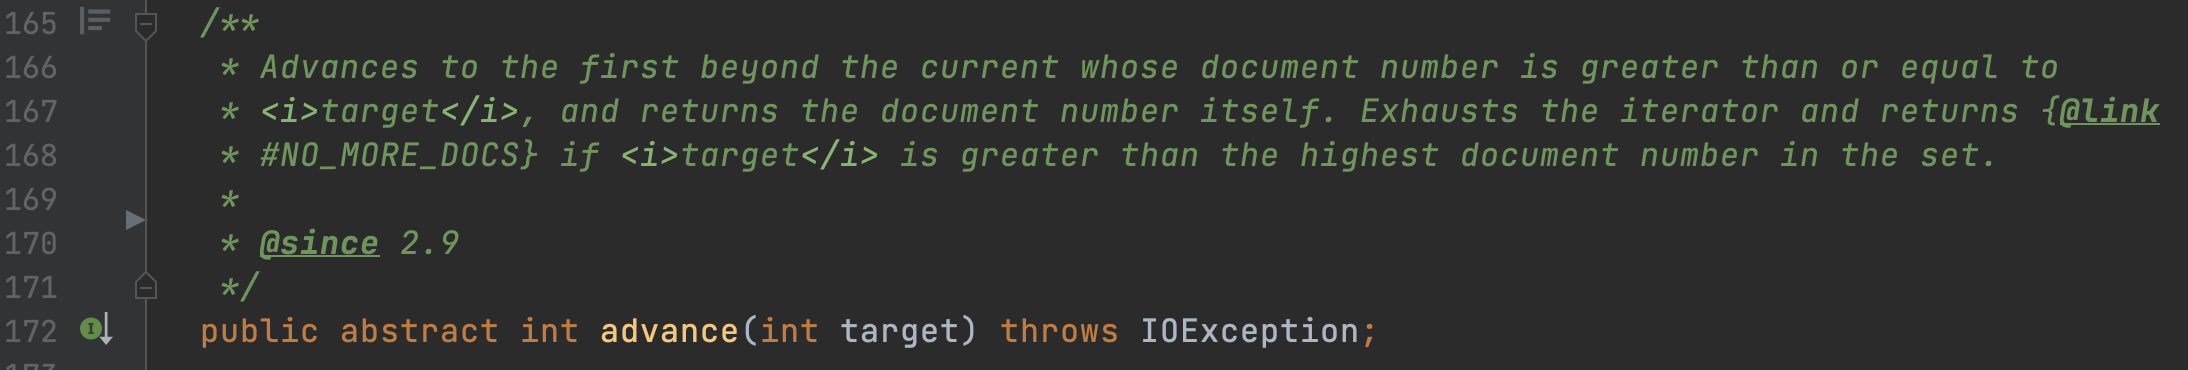 165 /**
166 * Advances to the first beyond the current whose document number is greater than or equal to
167 * <i>target</i>, and returns the document number itself. Exhausts the iterator and returns {@link
168 * #NO_MORE_DOCS} if <i>target</i> is greater than the highest document number in the set.
169 *
170 * @since 2.9
171 */
172 public abstract int advance(int target) throws IOException;